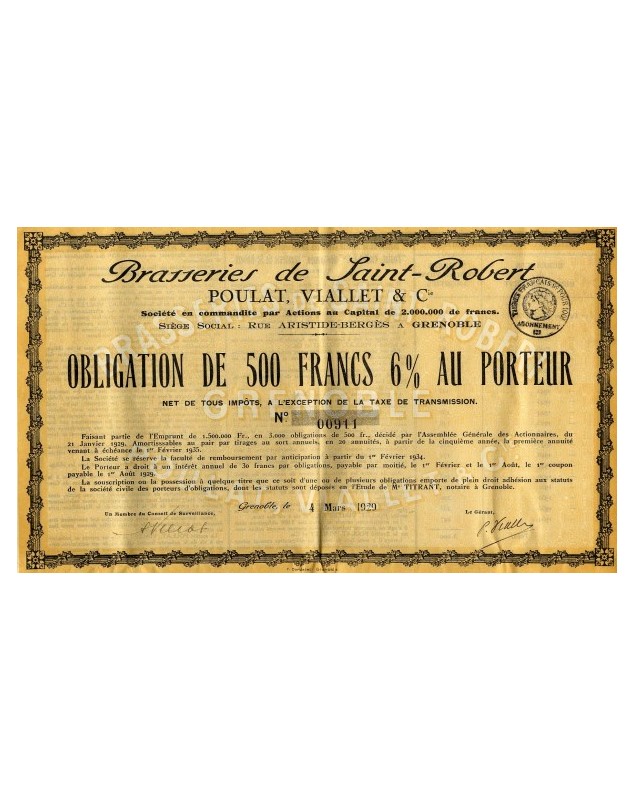 Brasseries de Saint-Robert
POULAT, VIALLET & Cie
Société en commandite par Actions au Capital de 2.000.000 de francs.
SIÈGE SOCIAL : RUE ARISTIDE-BERGÈS A GRENOBLE
ABONNEMENT
OBLIGATION DE 500 FRANCS 6% AU PORTEUR
NET DE TOUS IMPÔTS, A L'EXCEPTION DE LA TAXE DE TRANSMISSION.
N° 00911
Faisant partie de l'Emprunt de 1.500.000 Fr., en 3.000 obligations de 500 fr., décidé par l'Assemblée Générale des Actionnaires, du
21 Janvier 1929. Amortisssables au pair par tirages au sort annuels, en 30 annuités, à partir de la cinquième année, la première annuité
venant à échéance le 1er Février 1935.
La Société se réserve la faculté de remboursement par anticipation à partir du 1er Février 1934.
Le Porteur a droit à un intérêt annuel de 30 francs par obligations, payable par moitié, le 1er Février et le 1er Août, le 1er coupon
payable le 1er Août 1929.
La souscription ou la possession à quelque titre que ce soit d'une ou de plusieurs obligations emporte de plein droit adhésion aux statuts
de la société civile des porteurs d'obligations, dont les statuts sont déposés en l'Étude de Me TITRANT, notaire à Grenoble.
Grenoble, le 4 Mars 1929
Un Membre du Conseil de Surveillance,
Le Gérant,
P. Viallet